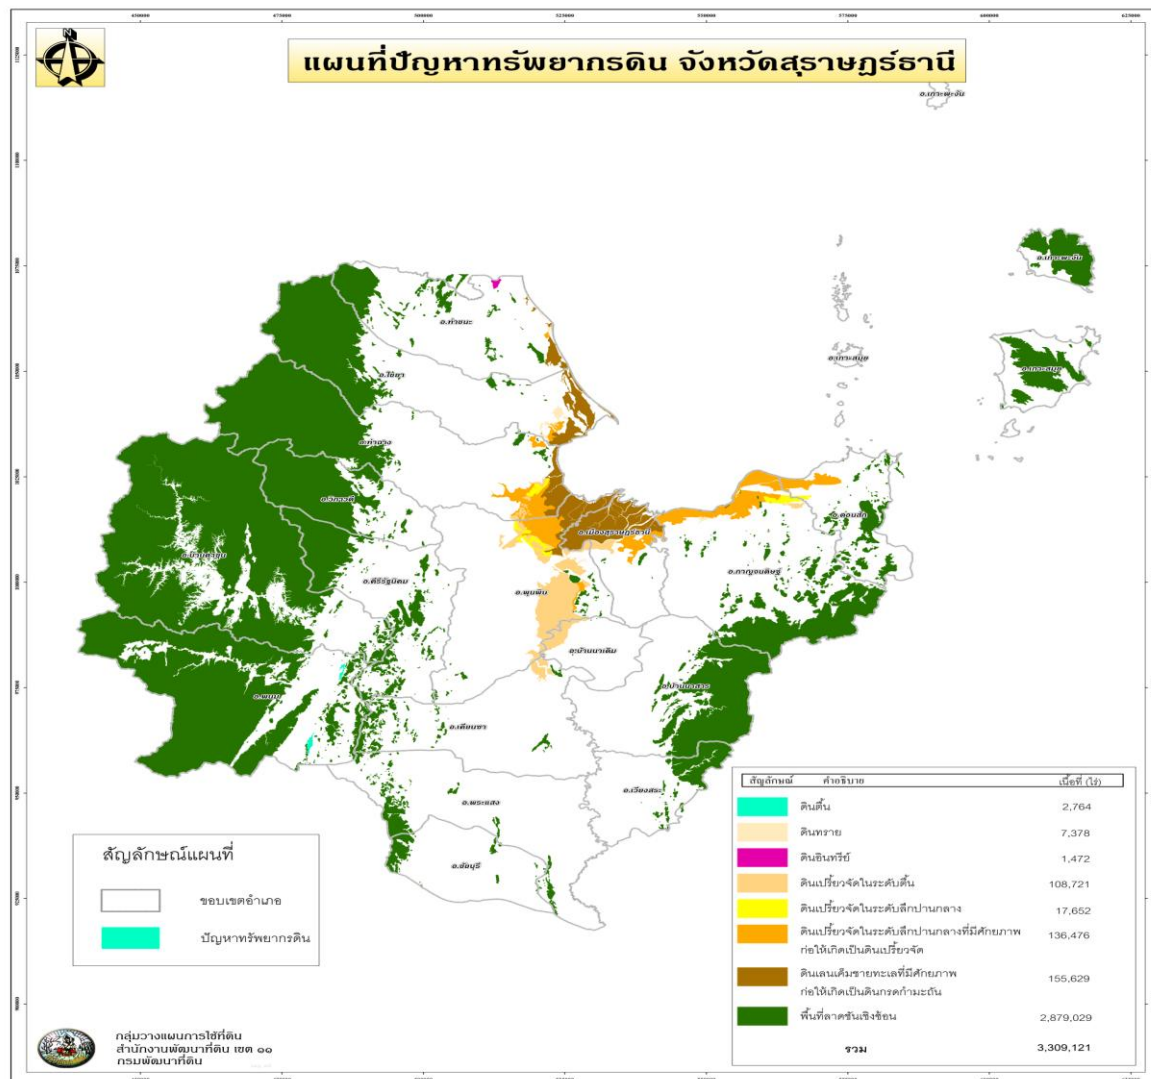 แผนที่ปัญหาทรัพยากรดิน จังหวัดสุราษฎร์ธานี
N
อ.เกาะพะงัน
อ.เกาะพะงัน
อ.ท่าชนะ
อ.เกาะสมุย
อ.เกาะสมุย
อ.ไชยา
อ.ท่าฉาง
อ.วิภาวดี
อ.ดอนสัก
อ.เมืองสุราษฎร์ธานี
อ.บ้านตาขุน
อ.คีรีรัฐนิคม
อ.กาญจนดิษฐ์
อ.พุนพิน
อ.บ้านนาเดิม
อ.พนม
อ.บ้านนาสาร
อ.เคียนซา
อ.เวียงสระ
อ.พระแสง
อ.ชัยบุรี
สัญลักษณ์แผนที่
ขอบเขตอำเภอ
ปัญหาทรัพยากรดิน
สัญลักษณ์ คำอธิบาย เนื้อที่ (ไร่)
ดินตื้น 2,764
ดินทราย 7,378
ดินอินทรีย์ 1,472
ดินเปรี้ยวจัดในระดับตื้น 108,721
ดินเปรี้ยวจัดในระดับลึกปานกลาง 17,652
ดินเปรี้ยวจัดในระดับลึกปานกลางที่มีศักยภาพ 136,476
ก่อให้เกิดเป็นดินเปรี้ยวจัด
ดินเลนเค็มชายทะเลที่มีศักยภาพ 155,629
ก่อให้เกิดเป็นดินกรดกำมะถัน
พื้นที่ลาดชันเชิงซ้อน 2,879,029
รวม 3,309,121
กลุ่มวางแผนการใช้ที่ดิน
สำนักงานพัฒนาที่ดิน เขต ๑๑
กรมพัฒนาที่ดิน